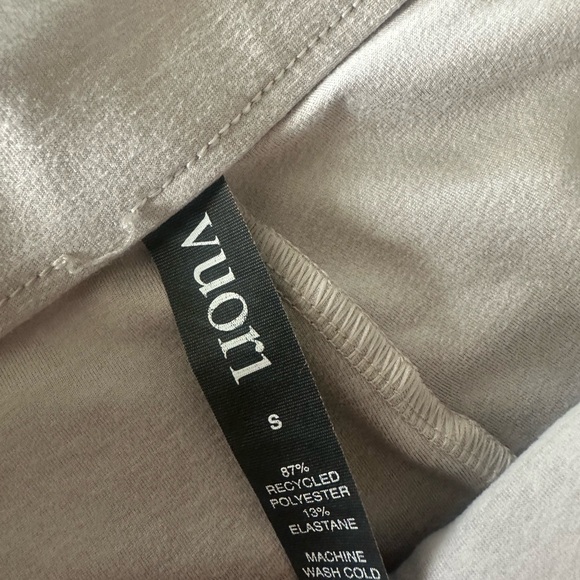 vuori
S
87%
RECYCLED
POLYESTER
13%
ELASTANE
MACHINE
WASH COLD